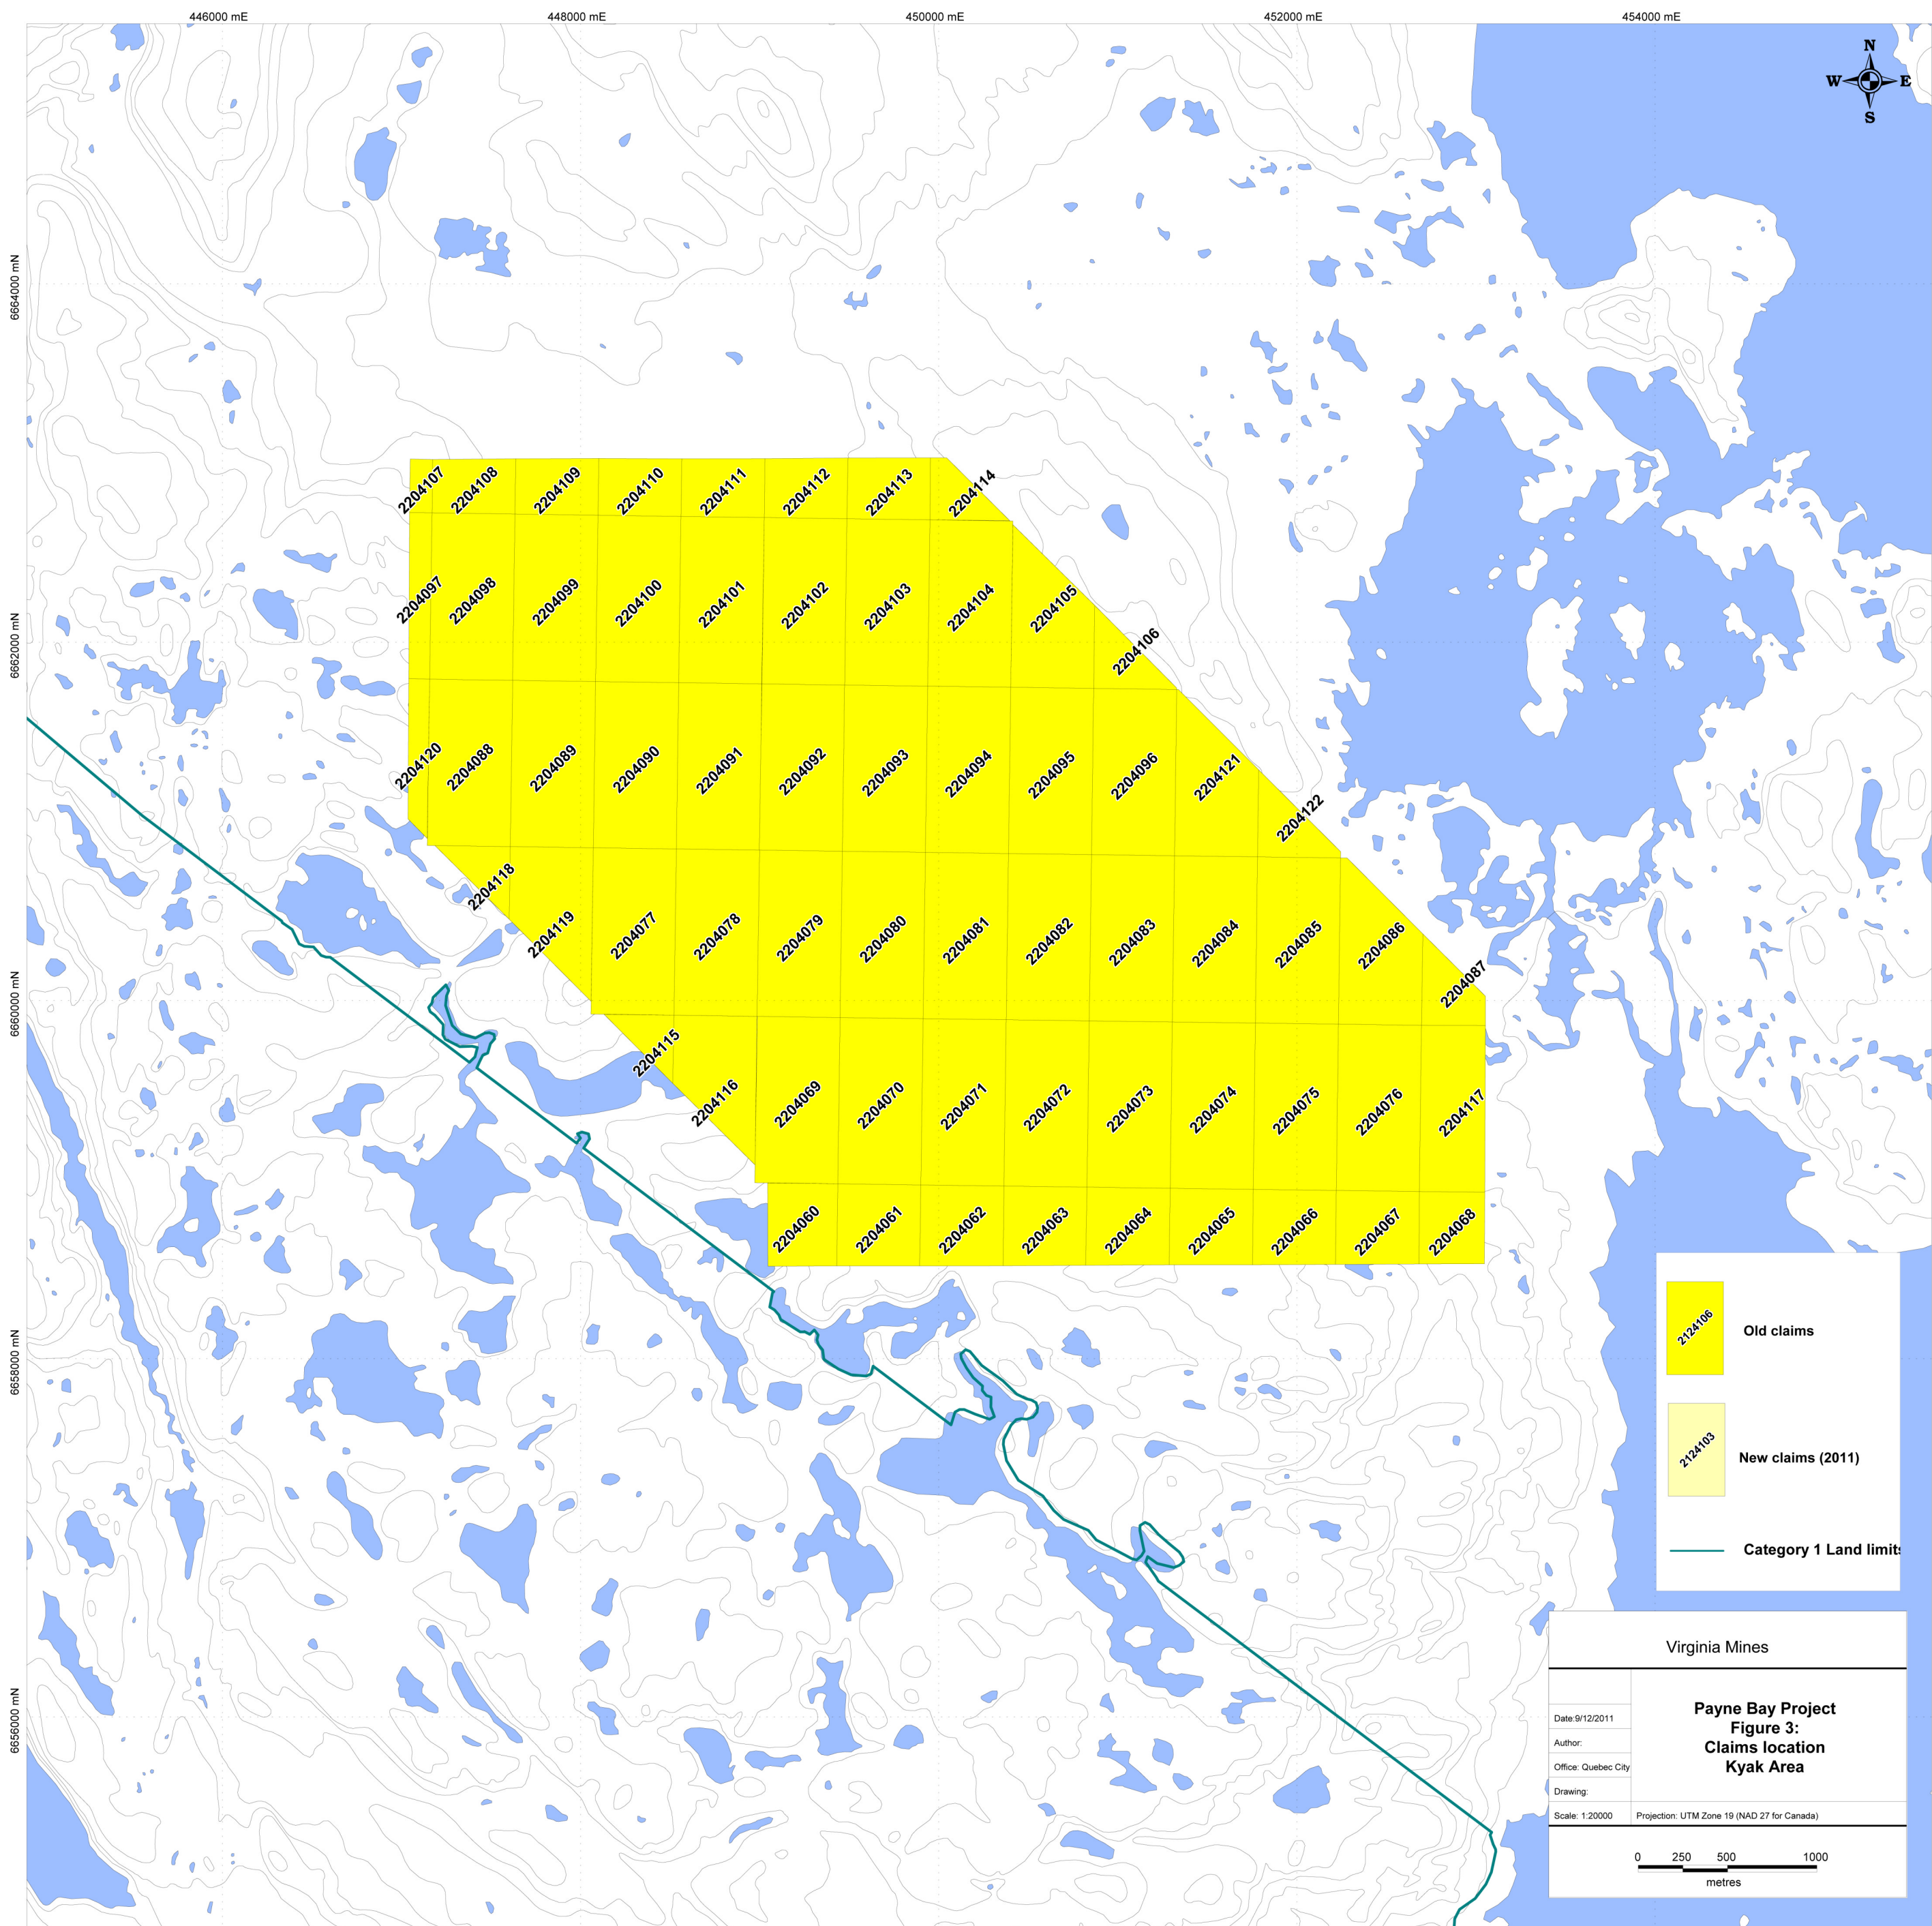 446000 mE 448000 mE 450000 mE 452000 mE 454000 mE
N
W E
S
6664000 mN
2204107 2204108 2204109 2204110 2204111 2204112 2204113 2204114
6662000 mN
2204097 2204098 2204099 2204100 2204101 2204102 2204103 2204104 2204105 2204106
2204120 2204088 2204089 2204090 2204091 2204092 2204093 2204094 2204095 2204096 2204121 2204122
2204118 2204119 2204077 2204078 2204079 2204080 2204081 2204082 2204083 2204084 2204085 2204086 2204087
6660000 mN
2204115 2204116 2204069 2204070 2204071 2204072 2204073 2204074 2204075 2204076 2204117
2204060 2204061 2204062 2204063 2204064 2204065 2204066 2204067 2204068
6658000 mN
2124106 Old claims
2124103 New claims (2011)
Category 1 Land limits
6656000 mN
Virginia Mines
Payne Bay Project
Figure 3:
Claims location
Kyak Area
Date:9/12/2011
Author:
Office: Quebec City
Drawing:
Scale: 1:20000 Projection: UTM Zone 19 (NAD 27 for Canada)
0 250 500 1000
metres